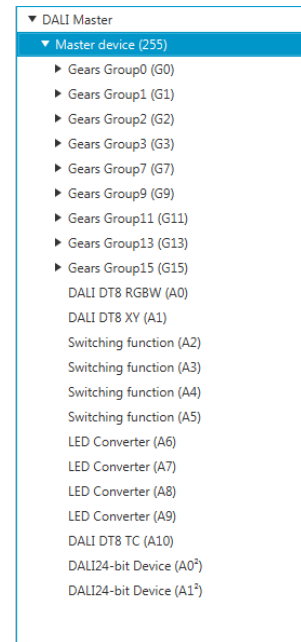 DALI Master
Master device (255)
Gears Group0 (G0)
Gears Group1 (G1)
Gears Group2 (G2)
Gears Group3 (G3)
Gears Group7 (G7)
Gears Group9 (G9)
Gears Group11 (G11)
Gears Group13 (G13)
Gears Group15 (G15)
DALI DT8 RGBW (A0)
DALI DT8 XY (A1)
Switching function (A2)
Switching function (A3)
Switching function (A4)
Switching function (A5)
LED Converter (A6)
LED Converter (A7)
LED Converter (A8)
LED Converter (A9)
DALI DT8 TC (A10)
DALI24-bit Device (A0²)
DALI24-bit Device (A1²)